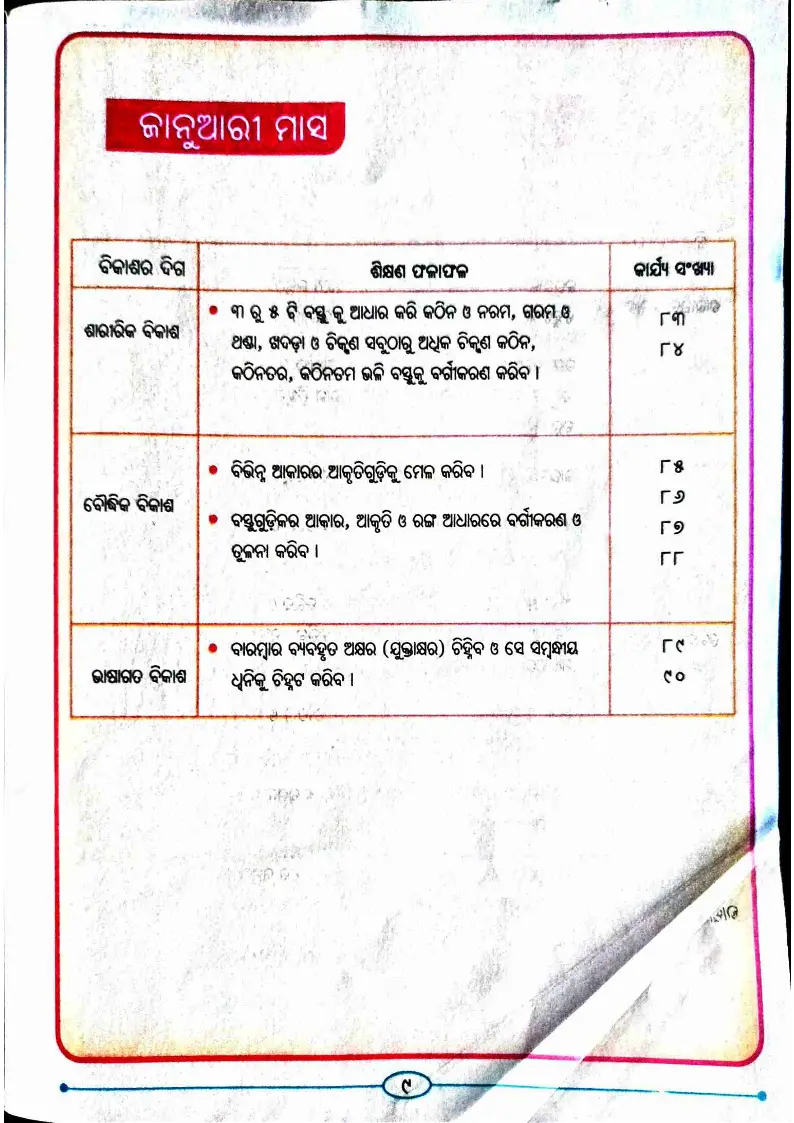 ଜାନୁଆରୀ ମାସ
ବିକାଶର ଦିଗ ଶିକ୍ଷଣ ଫଳାଫଳ କାର୍ଯ୍ୟ ସଂଖ୍ୟା
ଶାରୀରିକ ବିକାଶ
• ୩ ରୁ ୫ ଟି ବସ୍ତୁ କୁ ଆଧାର କରି କଠିନ ଓ ନରମ, ଗରମ ଓ
ଥଣ୍ଡା, ଖଦଡ଼ା ଓ ଚିକ୍କଣ ସବୁଠାରୁ ଅଧିକ ଚିକ୍କଣ କଠିନ,
କଠିନତର, କଠିନତମ ଭଳି ବସ୍ତୁକୁ ବର୍ଗୀକରଣ କରିବ ।
୮୩
୮୪
ବୌଦ୍ଧିକ ବିକାଶ
• ବିଭିନ୍ନ ଆକାରର ଆକୃତିଗୁଡ଼ିକୁ ମେଳ କରିବ ।
• ବସ୍ତୁଗୁଡ଼ିକର ଆକାର, ଆକୃତି ଓ ରଙ୍ଗ ଆଧାରରେ ବର୍ଗୀକରଣ ଓ
ତୁଳନା କରିବ ।
୮୫
୮୬
୮୭
୮୮
ଭାଷାଗତ ବିକାଶ
• ବାରମ୍ବାର ବ୍ୟବହୃତ ଅକ୍ଷର (ଯୁକ୍ତାକ୍ଷର) ଚିହ୍ନିବ ଓ ସେ ସମ୍ବନ୍ଧୀୟ
ଧ୍ୱନିକୁ ଚିହ୍ନଟ କରିବ ।
୮୯
୯୦
୯